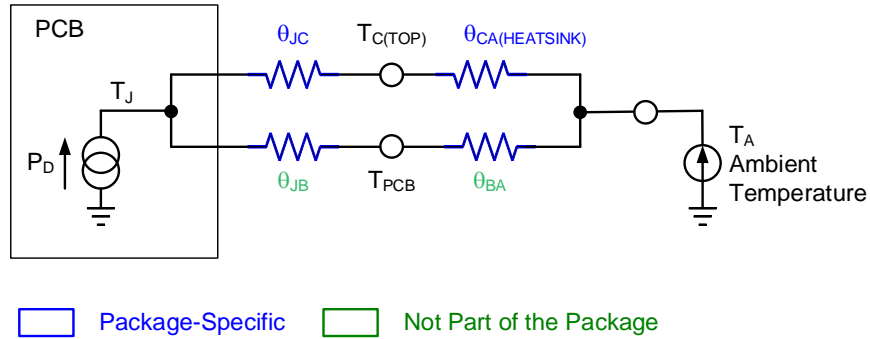 PCB
θJC
TC(TOP)
θCA(HEATSINK)
TJ
PD
θJB
TPCB
θBA
TA
Ambient
Temperature
Package-Specific
Not Part of the Package